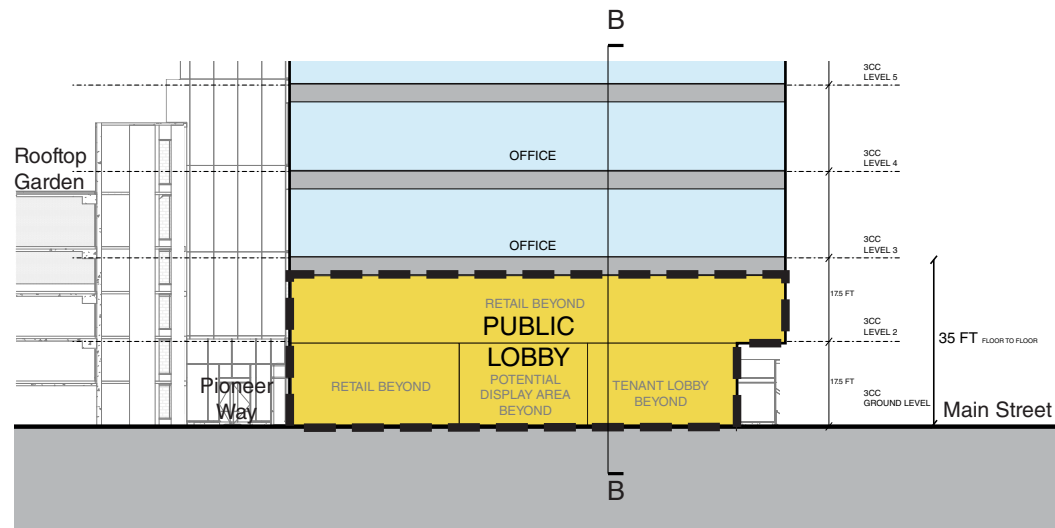 B
3CC
LEVEL 5
Rooftop
Garden
OFFICE
3CC
LEVEL 4
OFFICE
3CC
LEVEL 3
RETAIL BEYOND
PUBLIC
LOBBY
17.5 FT
3CC
LEVEL 2
35 FT FLOOR TO FLOOR
Pioneer
Way
RETAIL BEYOND
POTENTIAL
DISPLAY AREA
BEYOND
TENANT LOBBY
BEYOND
17.5 FT
3CC
GROUND LEVEL
Main Street
B